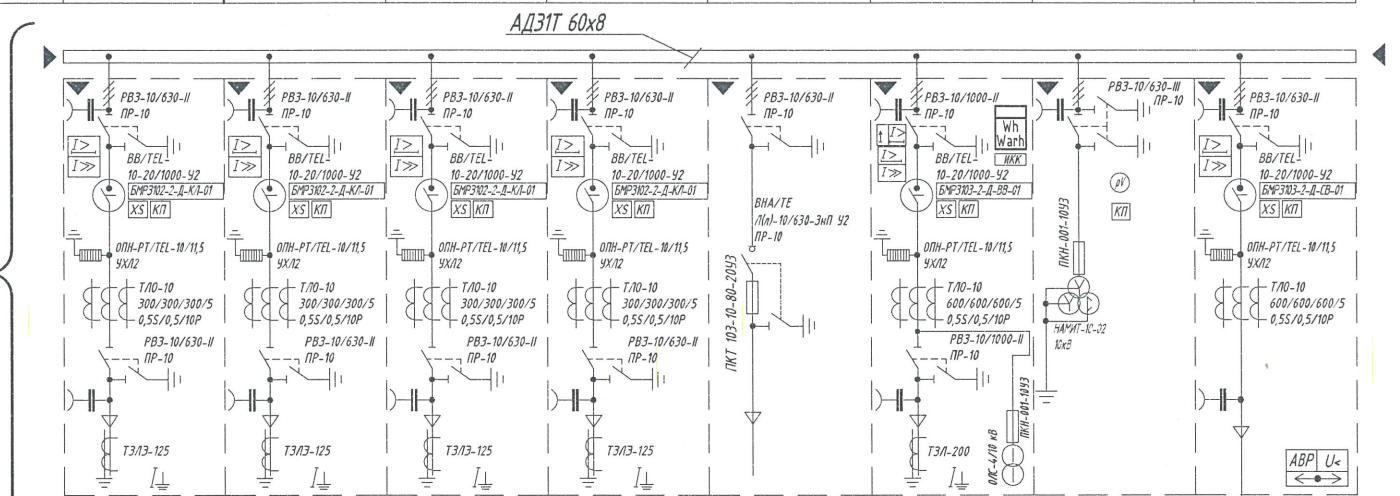 АД31Т 60x8
РВЗ-10/630-II
ПР-10
I>
I>>
BB/TEL-
10-20/1000-У2
БМРЗ102-2-Д-КЛ-01
XS КП
ОПН-РТ/TEL-10/11,5
УХЛ2
ТЛО-10
300/300/300/5
0,5S/0,5/10Р
РВЗ-10/630-II
ПР-10
ТЗЛЭ-125
I
РВЗ-10/630-II
ПР-10
I>
I>>
BB/TEL-
10-20/1000-У2
БМРЗ102-2-Д-КЛ-01
XS КП
ОПН-РТ/TEL-10/11,5
УХЛ2
ТЛО-10
300/300/300/5
0,5S/0,5/10Р
РВЗ-10/630-II
ПР-10
ТЗЛЭ-125
I
РВЗ-10/630-II
ПР-10
I>
I>>
BB/TEL-
10-20/1000-У2
БМРЗ102-2-Д-КЛ-01
XS КП
ОПН-РТ/TEL-10/11,5
УХЛ2
ТЛО-10
300/300/300/5
0,5S/0,5/10Р
РВЗ-10/630-II
ПР-10
ТЗЛЭ-125
I
РВЗ-10/630-II
ПР-10
I>
I>>
BB/TEL-
10-20/1000-У2
БМРЗ102-2-Д-КЛ-01
XS КП
ОПН-РТ/TEL-10/11,5
УХЛ2
ТЛО-10
300/300/300/5
0,5S/0,5/10Р
РВЗ-10/630-II
ПР-10
ТЗЛЭ-125
I
РВЗ-10/630-II
ПР-10
ВНА/TE
Л(п)-10/630-3нП У2
ПР-10
ПКТ 103-10-80-20У3
РВЗ-10/1000-II
ПР-10
Wh
Warh
ИКК
↑ I>
I>
I>>
BB/TEL-
10-20/1000-У2
БМРЗ103-2-Д-ВВ-01
XS КП
ОПН-РТ/TEL-10/11,5
УХЛ2
ТЛО-10
600/600/600/5
0,5S/0,5/10Р
РВЗ-10/1000-II
ПР-10
ПКН-001-10У3
ОЛС-4/10 кВ
ТЗЛ-200
I
РВЗ-10/630-III
ПР-10
pV
КП
ПКН-001-10У3
НАМИТ-10-02
10кВ
РВЗ-10/630-II
ПР-10
I>
I>>
BB/TEL-
10-20/1000-У2
БМРЗ103-2-Д-СВ-01
XS КП
ОПН-РТ/TEL-10/11,5
УХЛ2
ТЛО-10
600/600/600/5
0,5S/0,5/10Р
АВР U<